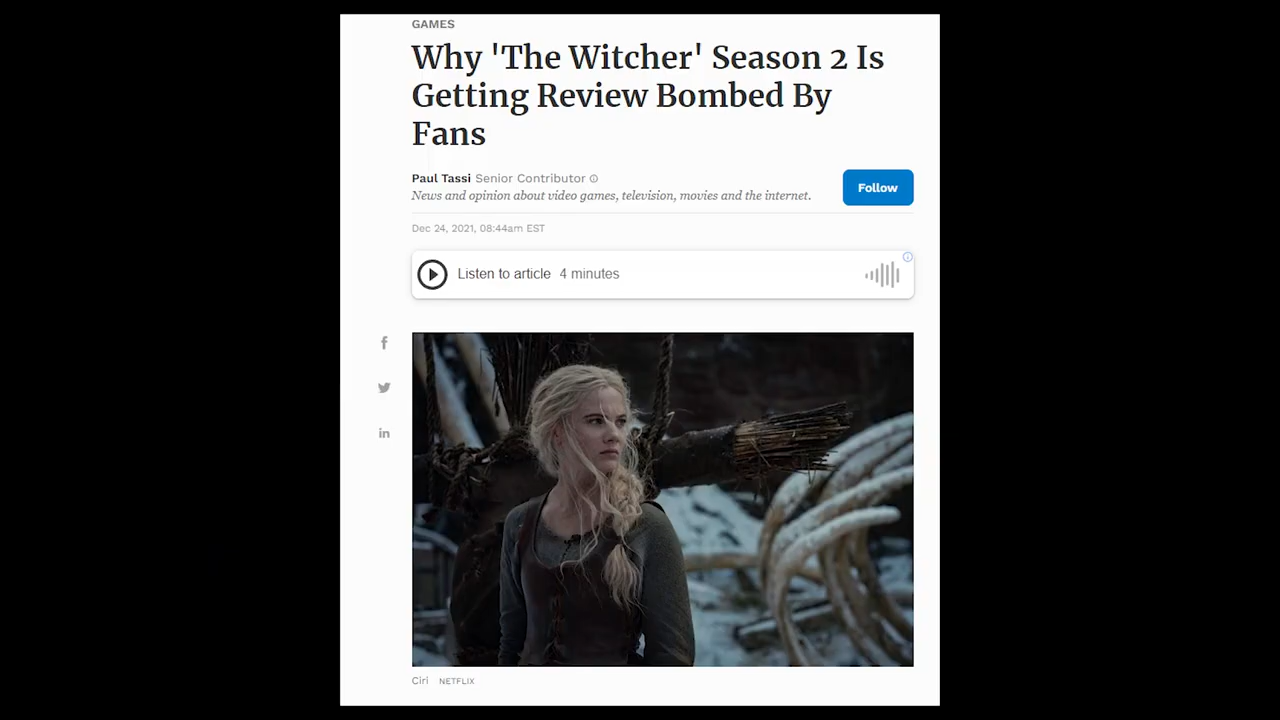 GAMES
Why 'The Witcher' Season 2 Is
Getting Review Bombed By
Fans
Paul Tassi Senior Contributor
News and opinion about video games, television, movies and the internet.
Follow
Dec 24, 2021, 08:44am EST
Listen to article 4 minutes
Ciri NETFLIX